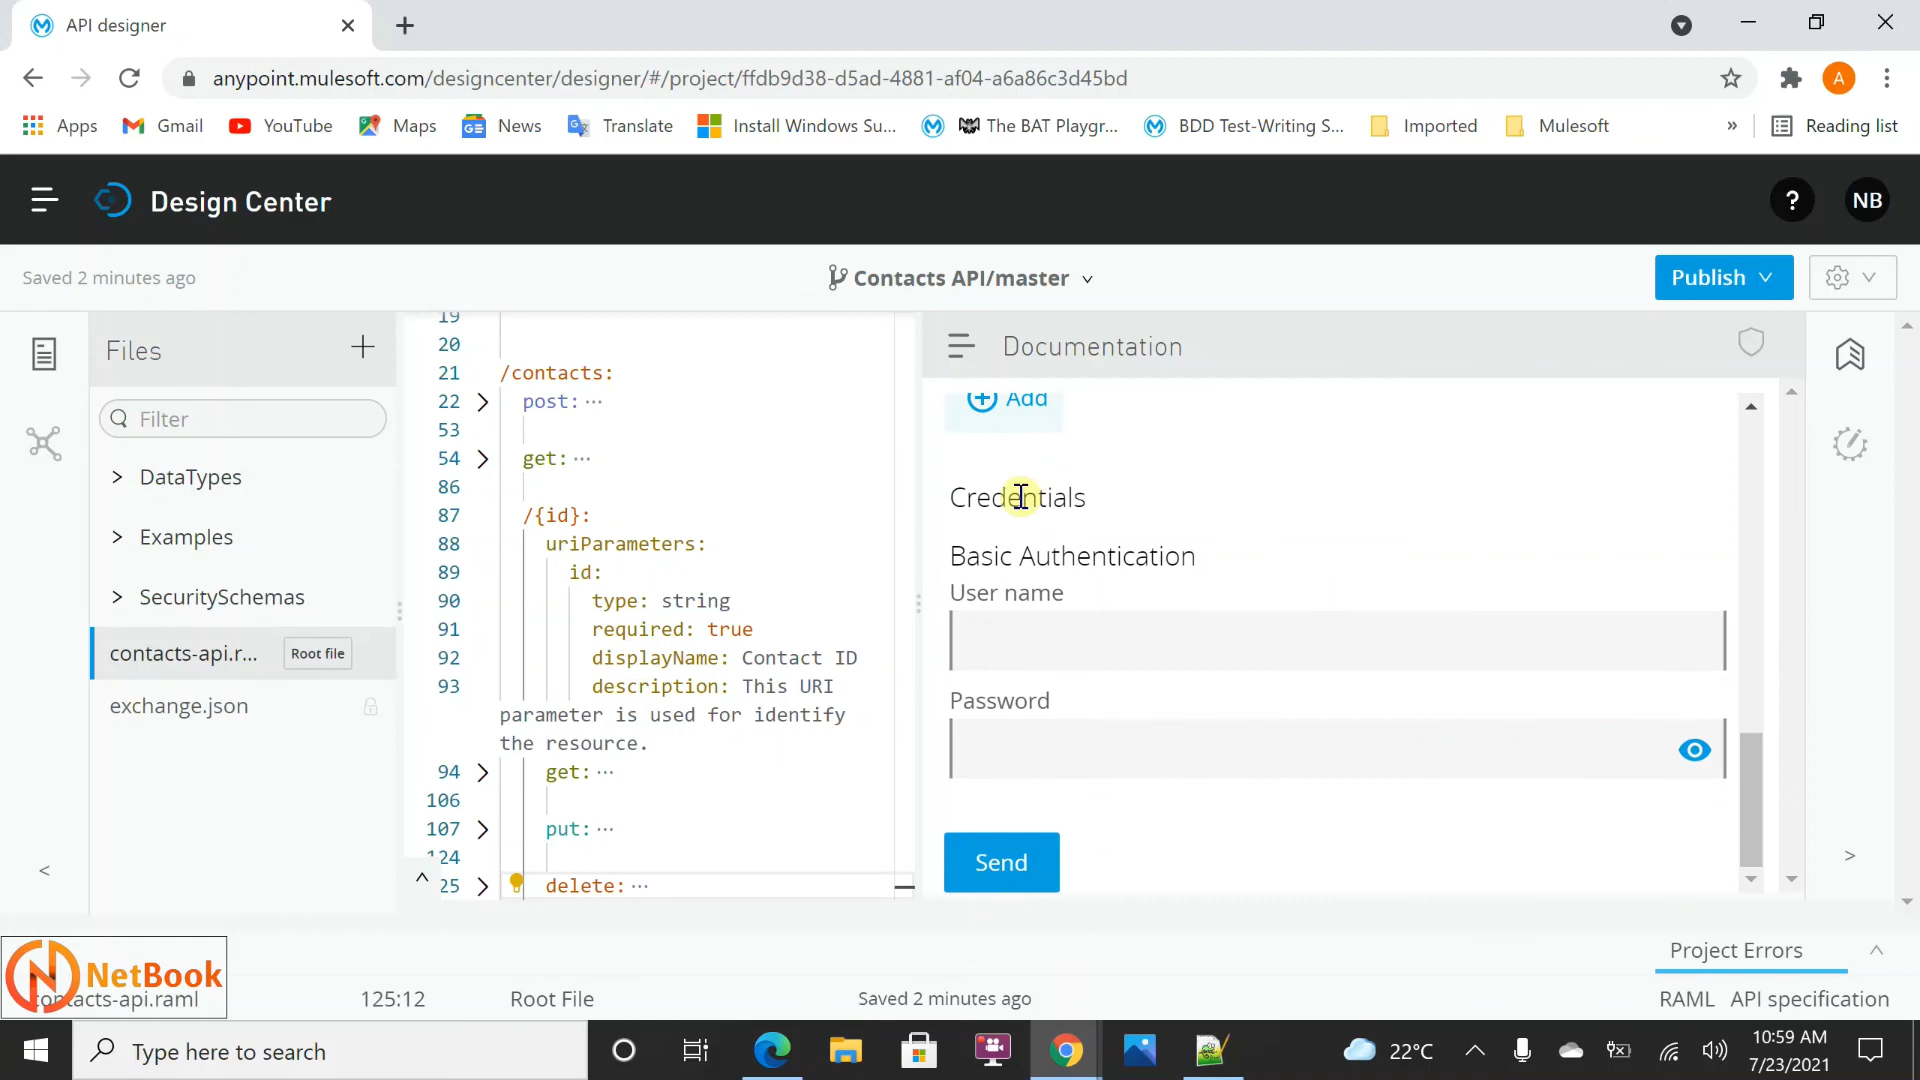 API designer
anypoint.mulesoft.com/designcenter/designer/#/project/ffdb9d38-d5ad-4881-af04-a6a86c3d45bd
A
Apps Gmail YouTube Maps News Translate Install Windows Su... The BAT Playgr... BDD Test-Writing S... Imported Mulesoft » Reading list
Design Center
? NB
Saved 2 minutes ago
Contacts API/master
Publish
Files
Filter
DataTypes
Examples
SecuritySchemas
contacts-api.r... Root file
exchange.json
19
20
21 /contacts:
22 post: ...
53
54 get: ...
86
87 /{id}:
88 uriParameters:
89 id:
90 type: string
91 required: true
92 displayName: Contact ID
93 description: This URI
parameter is used for identify
the resource.
94 get: ...
106
107 put: ...
124
25 delete: ...
Documentation
Add
Credentials
Basic Authentication
User name
Password
Send
Project Errors
NetBook
contacts-api.raml 125:12 Root File Saved 2 minutes ago RAML API specification
Type here to search
22°C
10:59 AM
7/23/2021